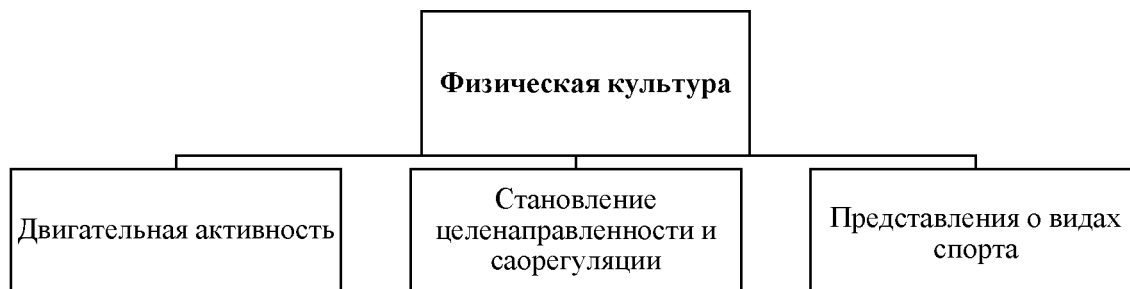 Физическая культура
Двигательная активность
Становление
целенаправленности и
саорегуляции
Представления о видах
спорта